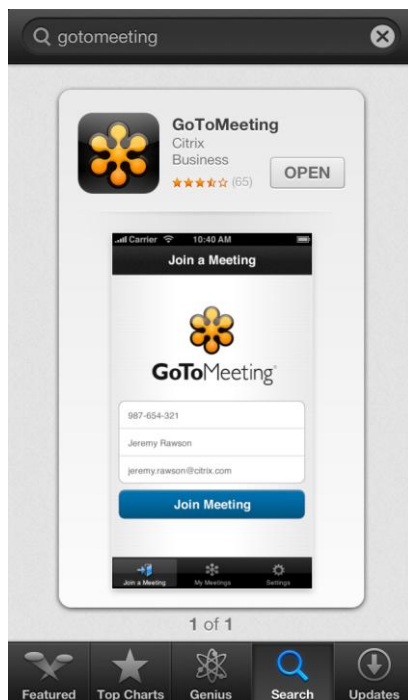 gotomeeting
GoToMeeting
Citrix
Business
(65)
OPEN
Carrier 10:40 AM
Join a Meeting
GoToMeeting
987-654-321
Jeremy Rawson
jeremy.rawson@citrix.com
Join Meeting
Join a Meeting My Meetings Settings
1 of 1
Featured Top Charts Genius Search Updates